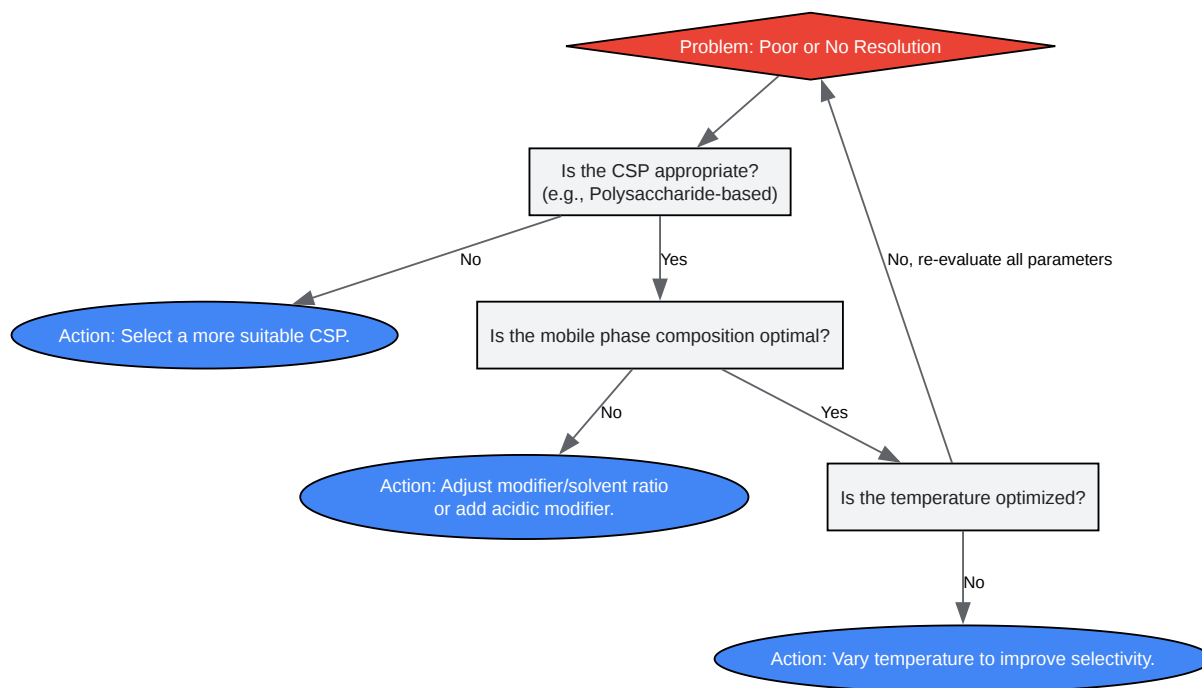 Problem: Poor or No Resolution
Is the CSP appropriate?
(e.g., Polysaccharide-based)
No
Yes
No, re-evaluate all parameters
Action: Select a more suitable CSP.
Is the mobile phase composition optimal?
No
Yes
Action: Adjust modifier/solvent ratio
or add acidic modifier.
Is the temperature optimized?
No
Action: Vary temperature to improve selectivity.